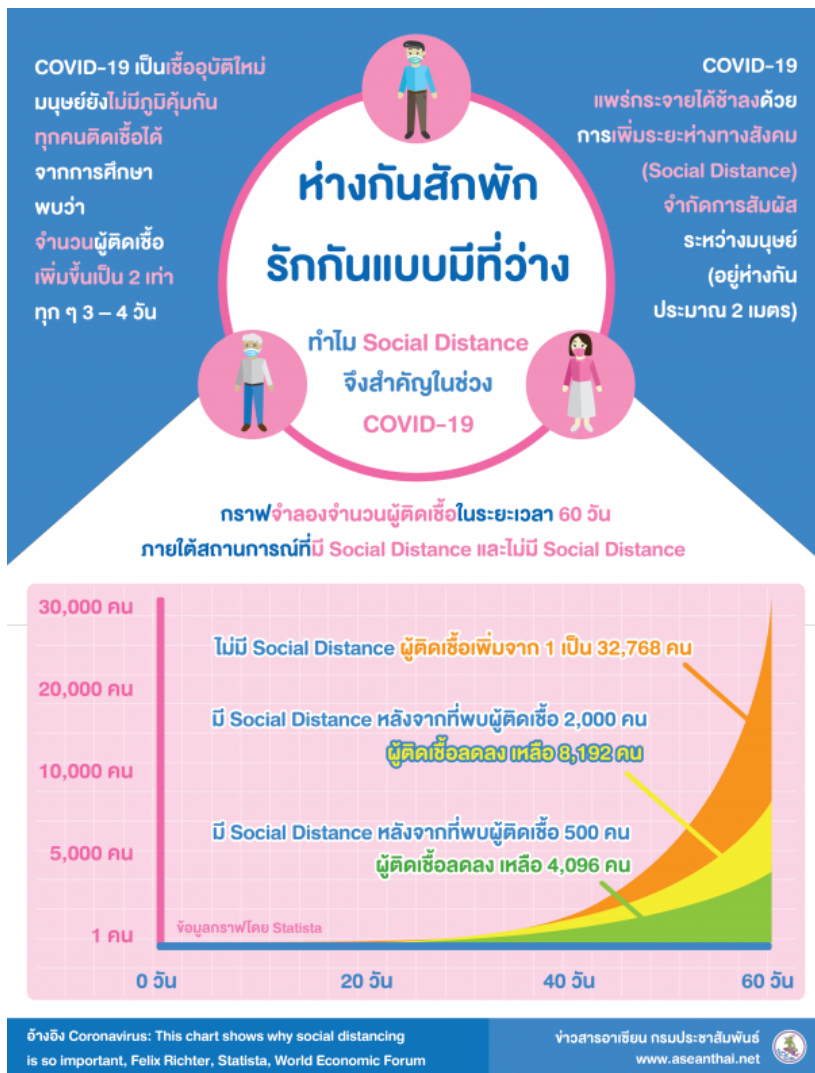 COVID-19 เป็นเชื้ออุบัติใหม่
มนุษย์ยังไม่มีภูมิคุ้มกัน
ทุกคนติดเชื้อได้
จากการศึกษา
พบว่า
จำนวนผู้ติดเชื้อ
เพิ่มขึ้นเป็น 2 เท่า
ทุก ๆ 3 – 4 วัน
COVID-19
แพร่กระจายได้ช้าลงด้วย
การเพิ่มระยะห่างทางสังคม
(Social Distance)
จำกัดการสัมผัส
ระหว่างมนุษย์
(อยู่ห่างกัน
ประมาณ 2 เมตร)
ห่างกันสักพัก
รักกันแบบมีที่ว่าง
ทำไม Social Distance
จึงสำคัญในช่วง
COVID-19
กราฟจำลองจำนวนผู้ติดเชื้อในระยะเวลา 60 วัน
ภายใต้สถานการณ์ที่มี Social Distance และไม่มี Social Distance
30,000 คน
20,000 คน
10,000 คน
5,000 คน
1 คน
ไม่มี Social Distance ผู้ติดเชื้อเพิ่มจาก 1 เป็น 32,768 คน
มี Social Distance หลังจากที่พบผู้ติดเชื้อ 2,000 คน
ผู้ติดเชื้อลดลง เหลือ 8,192 คน
มี Social Distance หลังจากที่พบผู้ติดเชื้อ 500 คน
ผู้ติดเชื้อลดลง เหลือ 4,096 คน
ข้อมูลกราฟโดย Statista
0 วัน
20 วัน
40 วัน
60 วัน
อ้างอิง Coronavirus: This chart shows why social distancing
is so important, Felix Richter, Statista, World Economic Forum
ข่าวสารอาเซียน กรมประชาสัมพันธ์
www.aseanthai.net